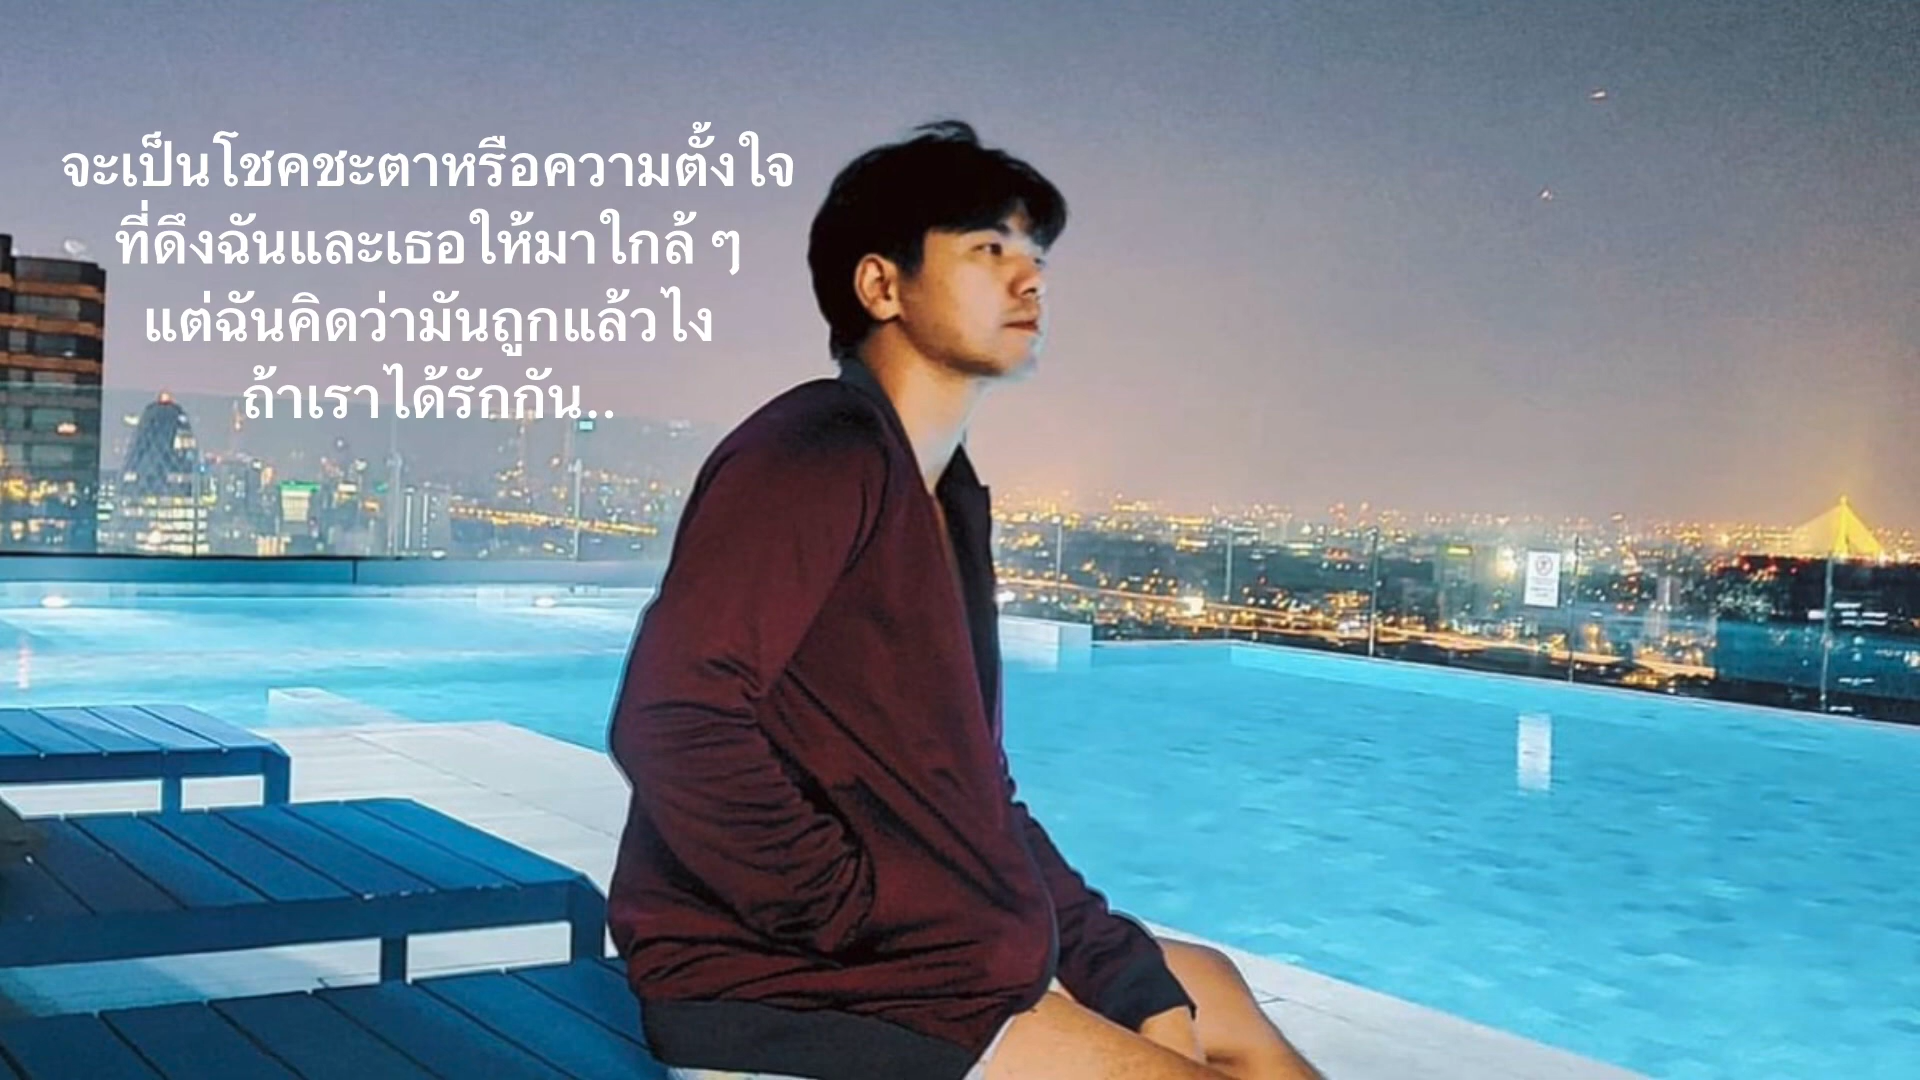 จะเป็นโชคชะตาหรือความตั้งใจ
ที่ดึงฉันและเธอให้มาใกล้ ๆ
แต่ฉันคิดว่ามันถูกแล้วไง
ถ้าเราได้รักกัน..